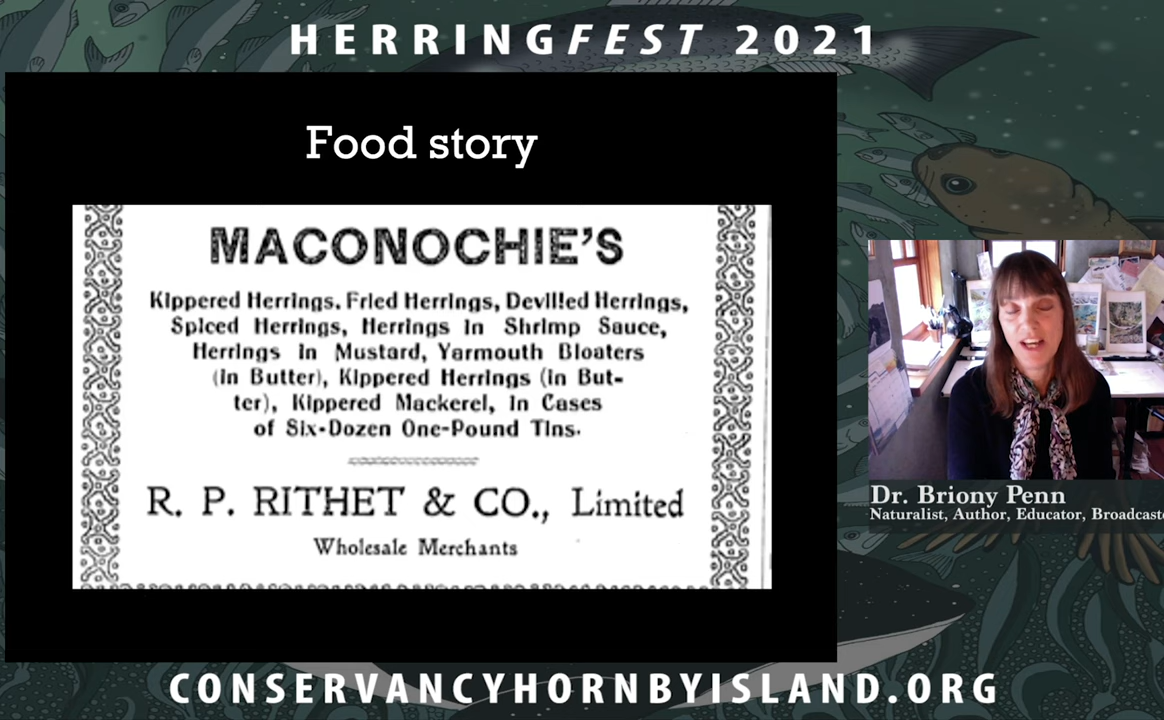 HERRINGFEST 2021
Food story
MACONOCHIE'S
Kippered Herrings, Fried Herrings, Devilled Herrings,
Spiced Herrings, Herrings in Shrimp Sauce,
Herrings in Mustard, Yarmouth Bloaters
(in Butter), Kippered Herrings (in But-
ter), Kippered Mackerel, in Cases
of Six-Dozen One-Pound Tins.
R. P. RITHET & CO., Limited
Wholesale Merchants
Dr. Briony Penn
Naturalist, Author, Educator, Broadcaste
CONSERVANCYHORNBYISLAND.ORG